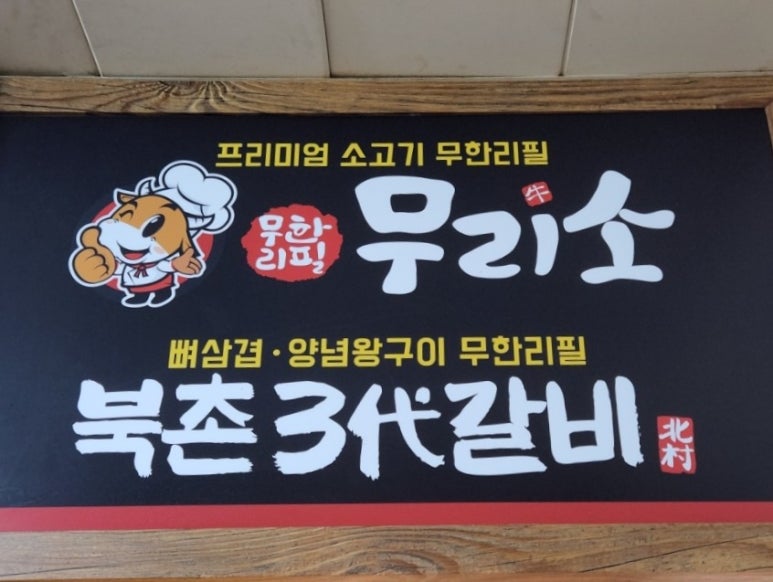 프리미엄 소고기 무한리필
무한
리필
무리소
牛
뼈삼겹·양념왕구이 무한리필
북촌 3代갈비
北村